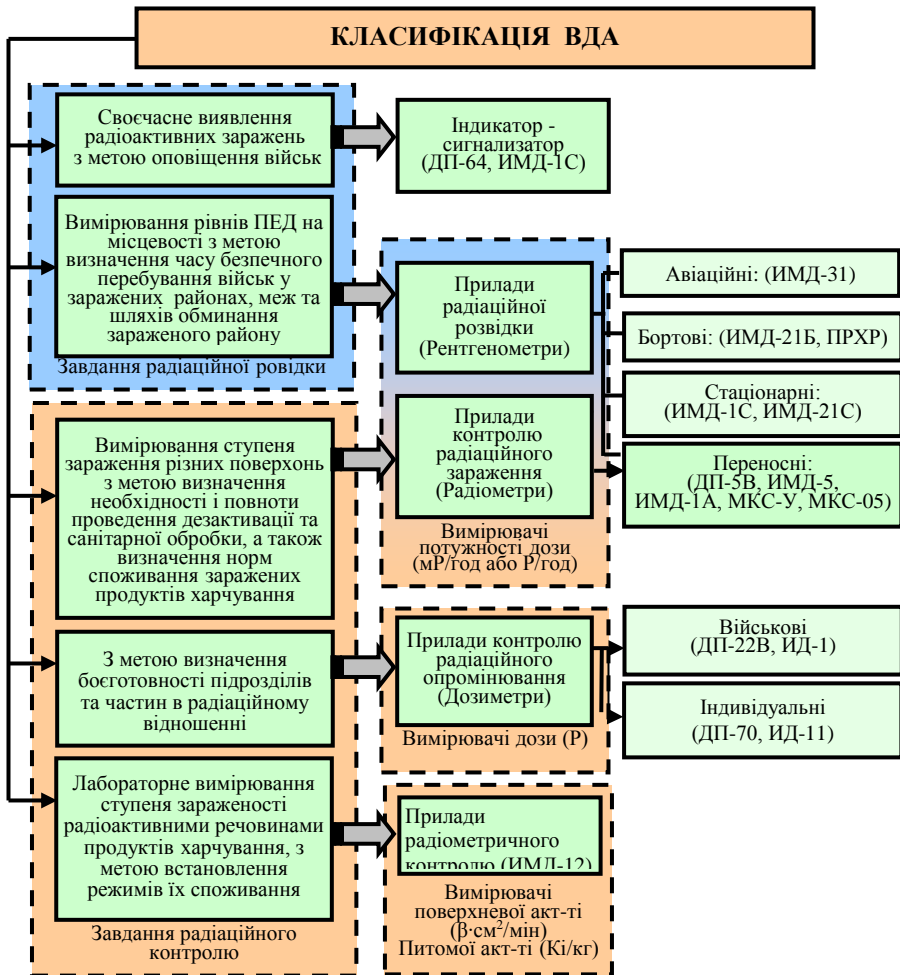 КЛАСИФІКАЦІЯ ВДА
Своєчасне виявлення
радіоактивних заражень
з метою оповіщення військ
Індикатор -
сигналізатор
(ДП-64, ИМД-1С)
Вимірювання рівнів ПЕД на
місцевості з метою
визначення часу безпечного
перебування військ у
заражених районах, меж та
шляхів обминання
зараженого району
Завдання радіаційної ровідки
Прилади
радіаційної
розвідки
(Рентгенометри)
Авіаційні: (ИМД-31)
Бортові: (ИМД-21Б, ПРХР)
Стаціонарні:
(ИМД-1С, ИМД-21С)
Переносні:
(ДП-5В, ИМД-5,
ИМД-1А, МКС-У, МКС-05)
Вимірювання ступеня
зараження різних поверхонь
з метою визначення
необхідності і повноти
проведення дезактивації та
санітарної обробки, а також
визначення норм
споживання заражених
продуктів харчування
Прилади
контролю
радіаційного
зараження
(Радіометри)
Вимірювачі
потужності дози
(мР/год або Р/год)
З метою визначення
боєготовності підрозділів
та частин в радіаційному
відношенні
Прилади контролю
радіаційного
опромінювання
(Дозиметри)
Вимірювачі дози (Р)
Військові
(ДП-22В, ИД-1)
Індивідуальні
(ДП-70, ИД-11)
Лабораторне вимірювання
ступеня зараженості
радіоактивними речовинами
продуктів харчування, з
метою встановлення
режимів їх споживання
Завдання радіаційного
контролю
Прилади
радіометричного
контролю (ИМД-12)
Вимірювачі
поверхневої акт-ті
(β·см²/мін)
Питомої акт-ті (Кі/кг)